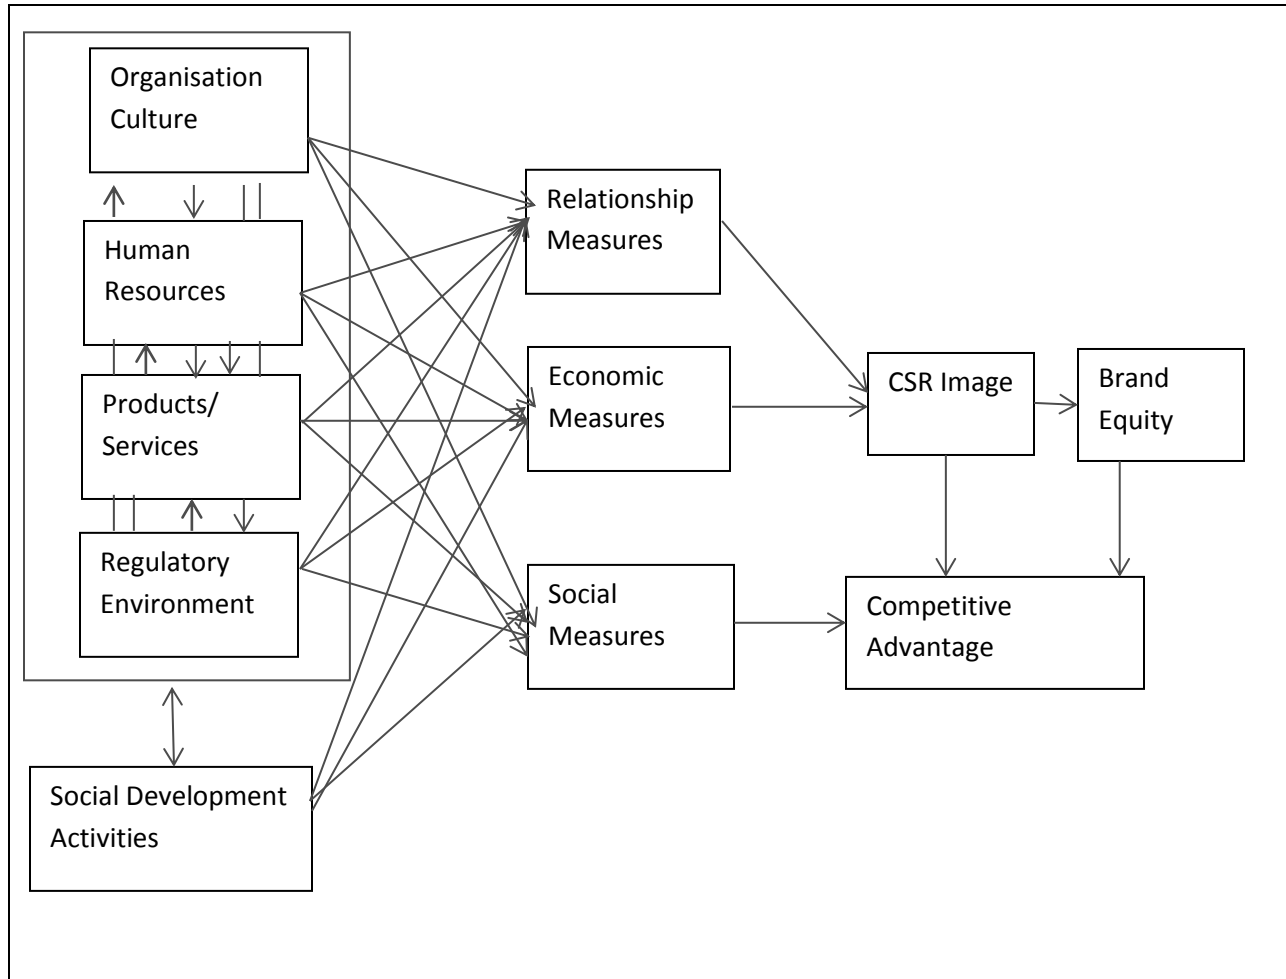 Organisation
Culture
Human
Resources
Products/
Services
Regulatory
Environment
Social Development
Activities
Relationship
Measures
Economic
Measures
Social
Measures
CSR Image
Brand
Equity
Competitive
Advantage